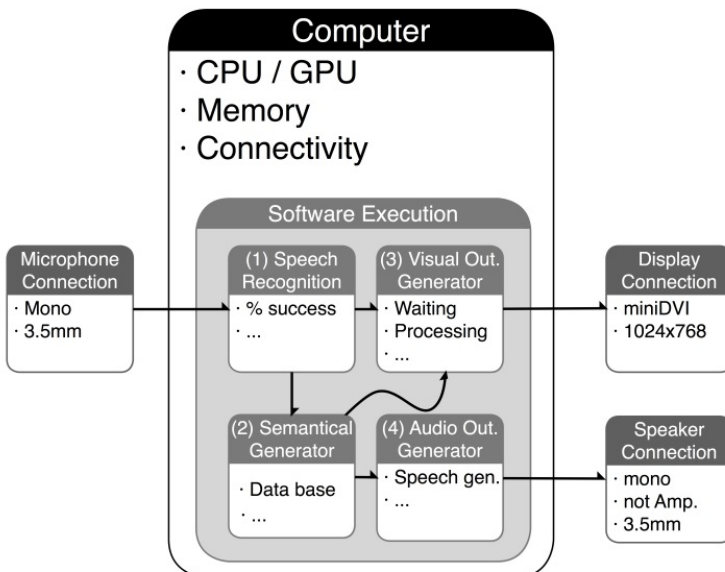 Computer
· CPU / GPU
· Memory
· Connectivity
Software Execution
Microphone
Connection
· Mono
· 3.5mm
(1) Speech
Recognition
· % success
· ...
(3) Visual Out.
Generator
· Waiting
· Processing
· ...
Display
Connection
· miniDVI
· 1024x768
(2) Semantical
Generator
· Data base
· ...
(4) Audio Out.
Generator
· Speech gen.
· ...
Speaker
Connection
· mono
· not Amp.
· 3.5mm